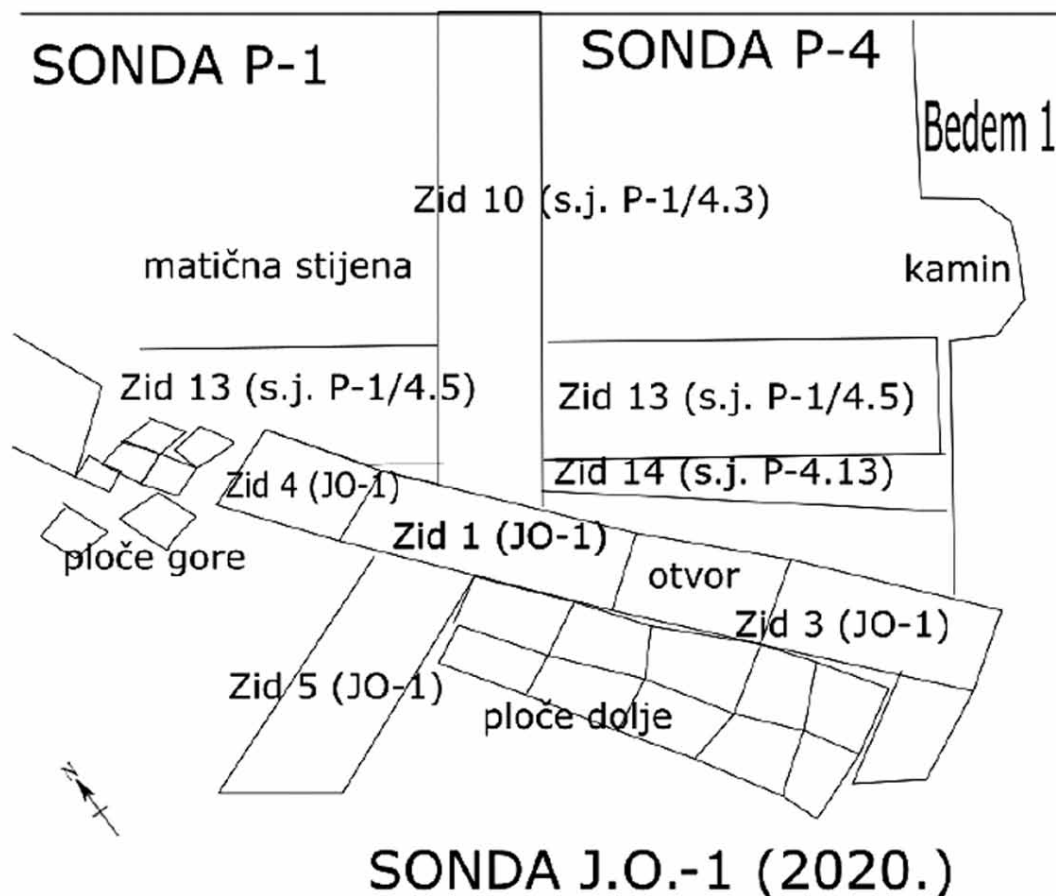 SONDA P-1
SONDA P-4
Bedem 1
Zid 10 (s.j. P-1/4.3)
matična stijena
kamin
Zid 13 (s.j. P-1/4.5)
Zid 13 (s.j. P-1/4.5)
Zid 14 (s.j. P-4.13)
Zid 4 (JO-1)
Zid 1 (JO-1)
ploče gore
otvor
Zid 3 (JO-1)
Zid 5 (JO-1)
ploče dolje
N
SONDA J.O.-1 (2020.)